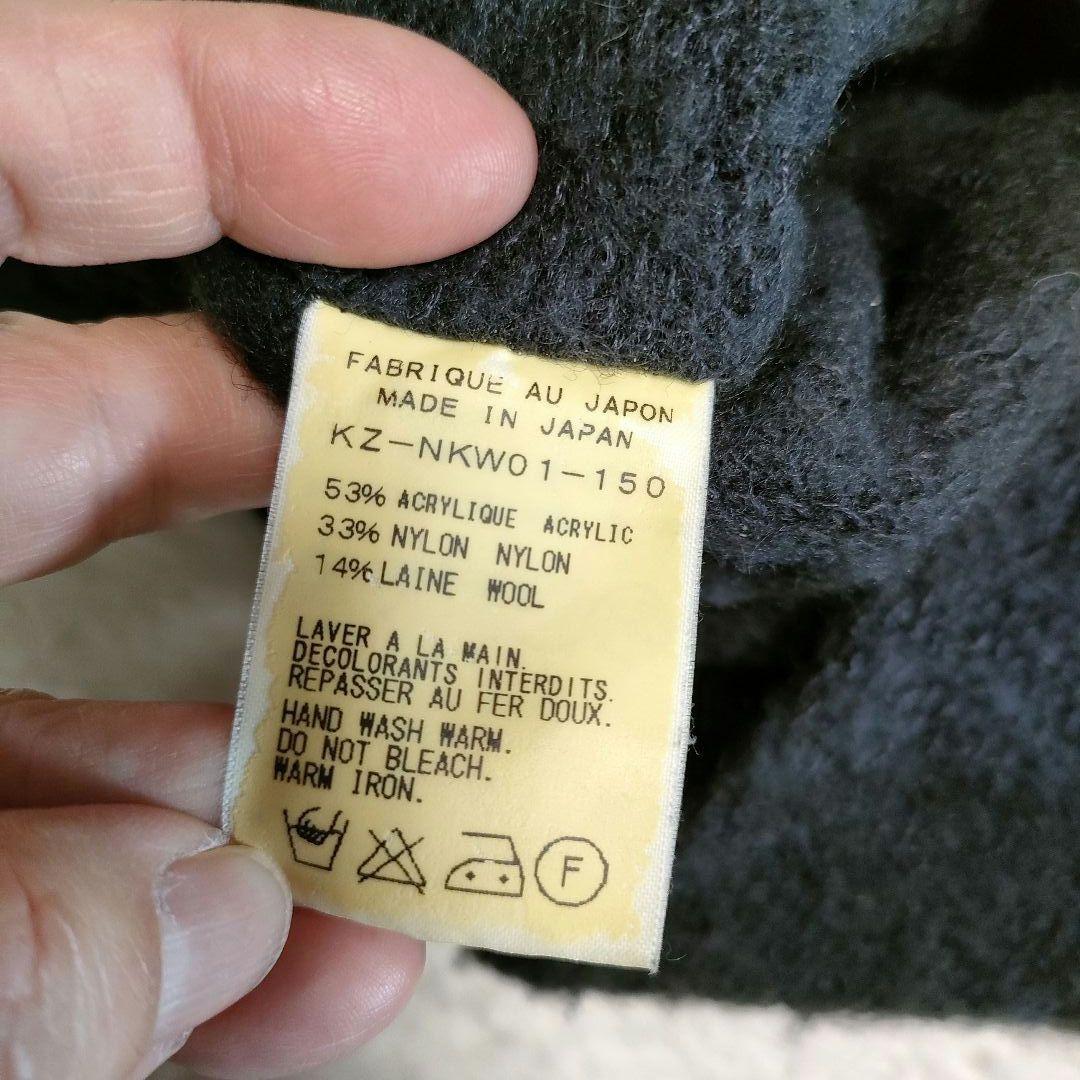 FABRIQUE AU JAPON
MADE IN JAPAN
KZ-NKW01-150
53% ACRYLIQUE ACRYLIC
33% NYLON NYLON
14% LAINE WOOL
LAVER A LA MAIN.
DECOLORANTS INTERDITS.
REPASSER AU FER DOUX.
HAND WASH WARM.
DO NOT BLEACH.
WARM IRON.
F